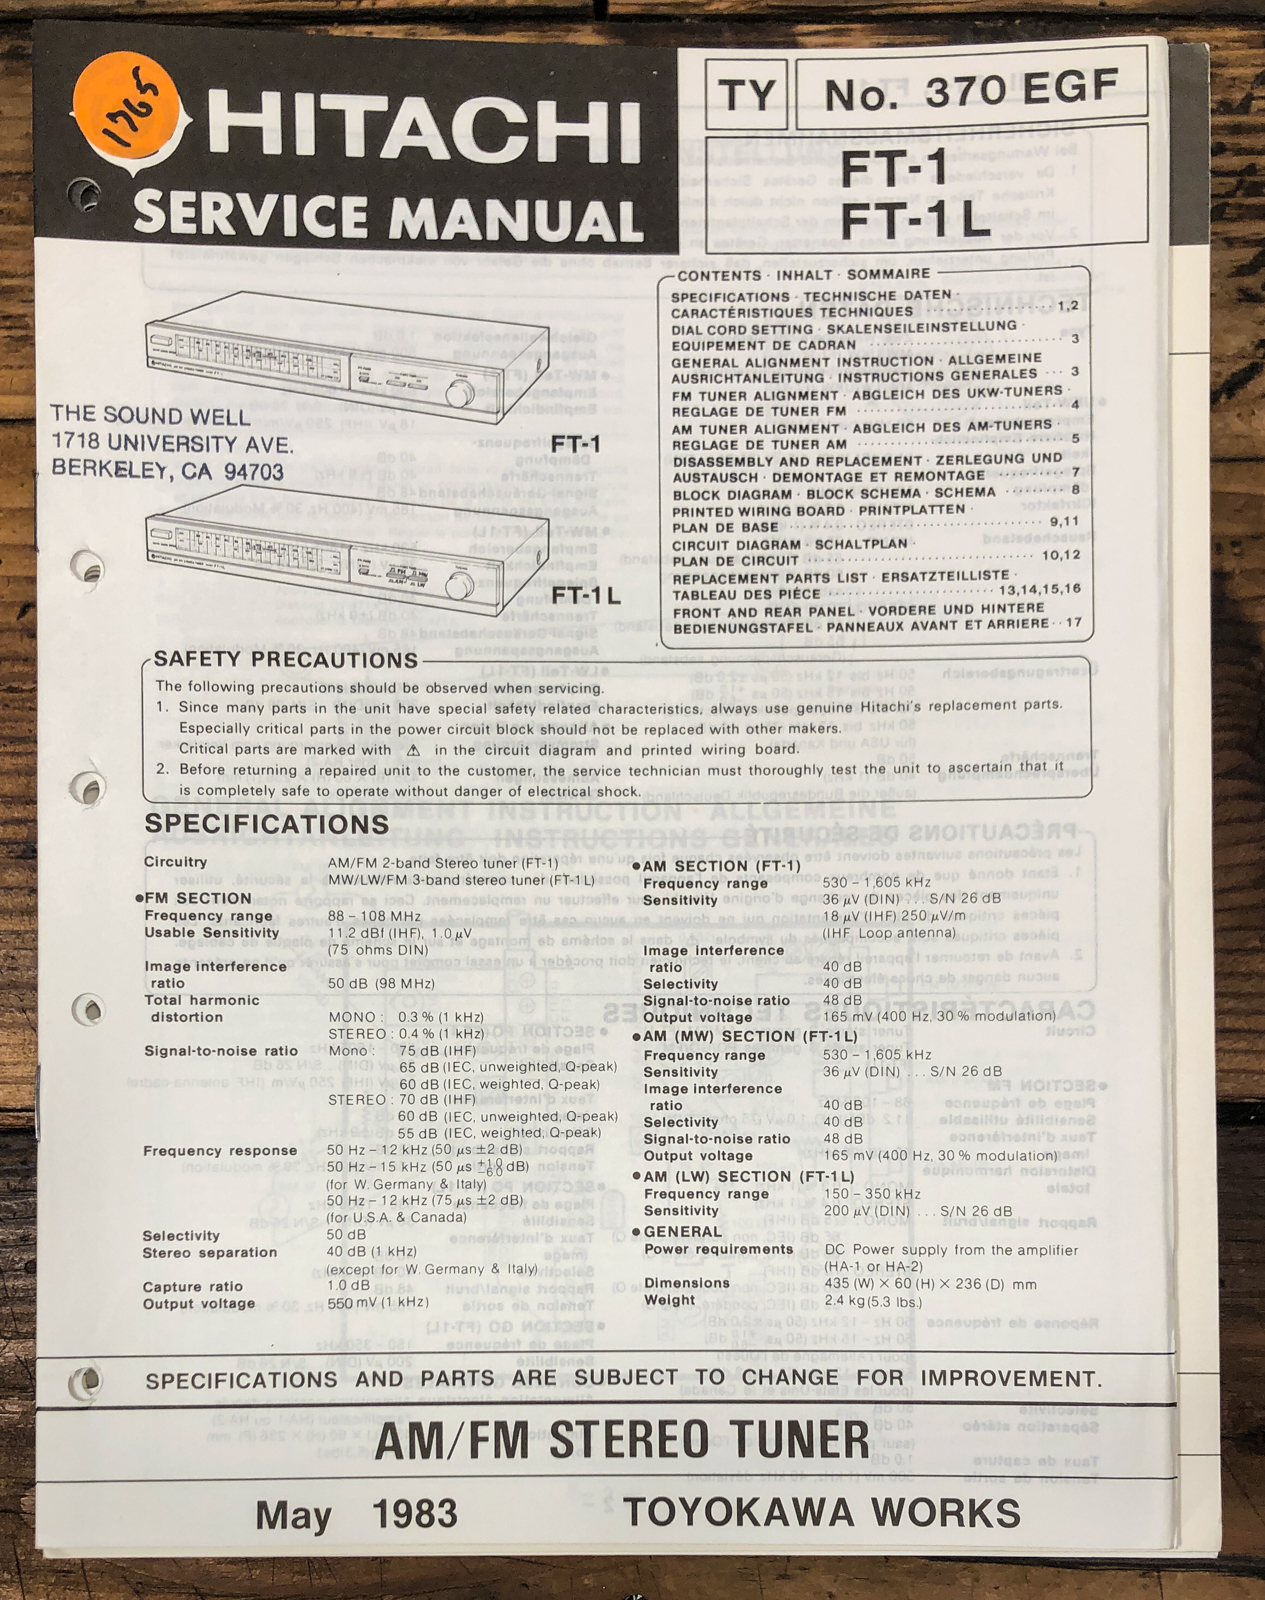 1765
HITACHI
SERVICE MANUAL
TY
No. 370 EGF
FT-1
FT-1L
CONTENTS · INHALT · SOMMAIRE
SPECIFICATIONS · TECHNISCHE DATEN ·
CARACTÉRISTIQUES TECHNIQUES ···· 1,2
DIAL CORD SETTING · SKALENSEILEINSTELLUNG ·
EQUIPEMENT DE CADRAN ···· 3
GENERAL ALIGNMENT INSTRUCTION · ALLGEMEINE
AUSRICHTANLEITUNG · INSTRUCTIONS GENERALES ··· 3
FM TUNER ALIGNMENT · ABGLEICH DES UKW-TUNERS ·
REGLAGE DE TUNER FM ···· 4
AM TUNER ALIGNMENT · ABGLEICH DES AM-TUNERS ·
REGLAGE DE TUNER AM ···· 5
DISASSEMBLY AND REPLACEMENT · ZERLEGUNG UND
AUSTAUSCH · DEMONTAGE ET REMONTAGE ···· 7
BLOCK DIAGRAM · BLOCK SCHEMA · SCHEMA ···· 8
PRINTED WIRING BOARD · PRINTPLATTEN ·
PLAN DE BASE ···· 9,11
CIRCUIT DIAGRAM · SCHALTPLAN ·
PLAN DE CIRCUIT ···· 10,12
REPLACEMENT PARTS LIST · ERSATZTEILLISTE ·
TABLEAU DES PIÈCE ···· 13,14,15,16
FRONT AND REAR PANEL · VORDERE UND HINTERE
BEDIENUNGSTAFEL · PANNEAUX AVANT ET ARRIERE ·· 17
FT-1
THE SOUND WELL
1718 UNIVERSITY AVE.
BERKELEY, CA 94703
FT-1L
SAFETY PRECAUTIONS
The following precautions should be observed when servicing.
1. Since many parts in the unit have special safety related characteristics, always use genuine Hitachi's replacement parts.
Especially critical parts in the power circuit block should not be replaced with other makers.
Critical parts are marked with ⚠ in the circuit diagram and printed wiring board.
2. Before returning a repaired unit to the customer, the service technician must thoroughly test the unit to ascertain that it
is completely safe to operate without danger of electrical shock.
SPECIFICATIONS
Circuitry AM/FM 2-band Stereo tuner (FT-1)
MW/LW/FM 3-band stereo tuner (FT-1L)
●FM SECTION
Frequency range 88 – 108 MHz
Usable Sensitivity 11.2 dBf (IHF), 1.0 µV
(75 ohms DIN)
Image interference
ratio 50 dB (98 MHz)
Total harmonic
distortion MONO : 0.3 % (1 kHz)
STEREO : 0.4 % (1 kHz)
Signal-to-noise ratio Mono : 75 dB (IHF)
65 dB (IEC, unweighted, Q-peak)
60 dB (IEC, weighted, Q-peak)
STEREO : 70 dB (IHF)
60 dB (IEC, unweighted, Q-peak)
55 dB (IEC, weighted, Q-peak)
Frequency response 50 Hz – 12 kHz (50 µs ±2 dB)
50 Hz – 15 kHz (50 µs +1.0 −6.0 dB)
(for W. Germany & Italy)
50 Hz – 12 kHz (75 µs ±2 dB)
(for U.S.A. & Canada)
Selectivity 50 dB
Stereo separation 40 dB (1 kHz)
(except for W. Germany & Italy)
Capture ratio 1.0 dB
Output voltage 550 mV (1 kHz)
●AM SECTION (FT-1)
Frequency range 530 – 1,605 kHz
Sensitivity 36 µV (DIN) ... S/N 26 dB
18 µV (IHF) 250 µV/m
(IHF Loop antenna)
Image interference
ratio 40 dB
Selectivity 40 dB
Signal-to-noise ratio 48 dB
Output voltage 165 mV (400 Hz, 30 % modulation)
●AM (MW) SECTION (FT-1L)
Frequency range 530 – 1,605 kHz
Sensitivity 36 µV (DIN) ... S/N 26 dB
Image interference
ratio 40 dB
Selectivity 40 dB
Signal-to-noise ratio 48 dB
Output voltage 165 mV (400 Hz, 30 % modulation)
●AM (LW) SECTION (FT-1L)
Frequency range 150 – 350 kHz
Sensitivity 200 µV (DIN) ... S/N 26 dB
●GENERAL
Power requirements DC Power supply from the amplifier
(HA-1 or HA-2)
Dimensions 435 (W) × 60 (H) × 236 (D) mm
Weight 2.4 kg (5.3 lbs.)
SPECIFICATIONS AND PARTS ARE SUBJECT TO CHANGE FOR IMPROVEMENT.
AM/FM STEREO TUNER
May 1983 TOYOKAWA WORKS